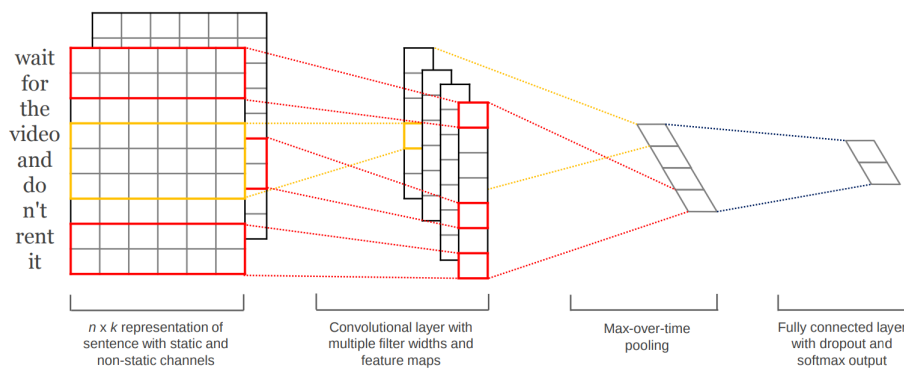 wait
for
the
video
and
do
n't
rent
it
n x k representation of
sentence with static and
non-static channels
Convolutional layer with
multiple filter widths and
feature maps
Max-over-time
pooling
Fully connected layer
with dropout and
softmax output